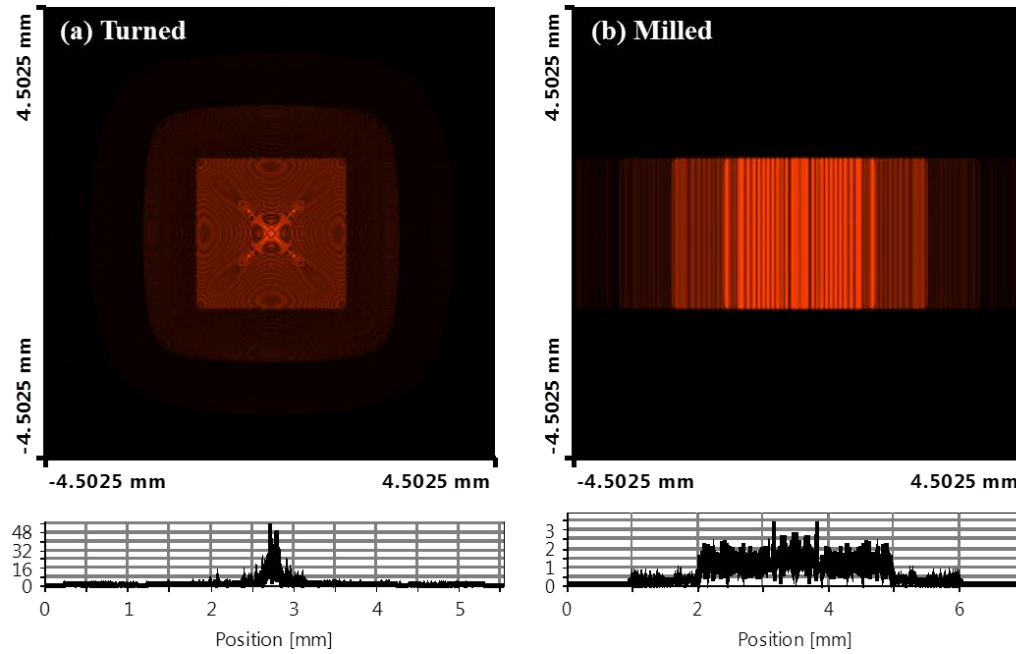 (a) Turned
4.5025 mm
-4.5025 mm
-4.5025 mm 4.5025 mm
48
32
16
0
0 1 2 3 4 5
Position [mm]
(b) Milled
4.5025 mm
-4.5025 mm
-4.5025 mm 4.5025 mm
3
2
1
0
0 2 4 6
Position [mm]